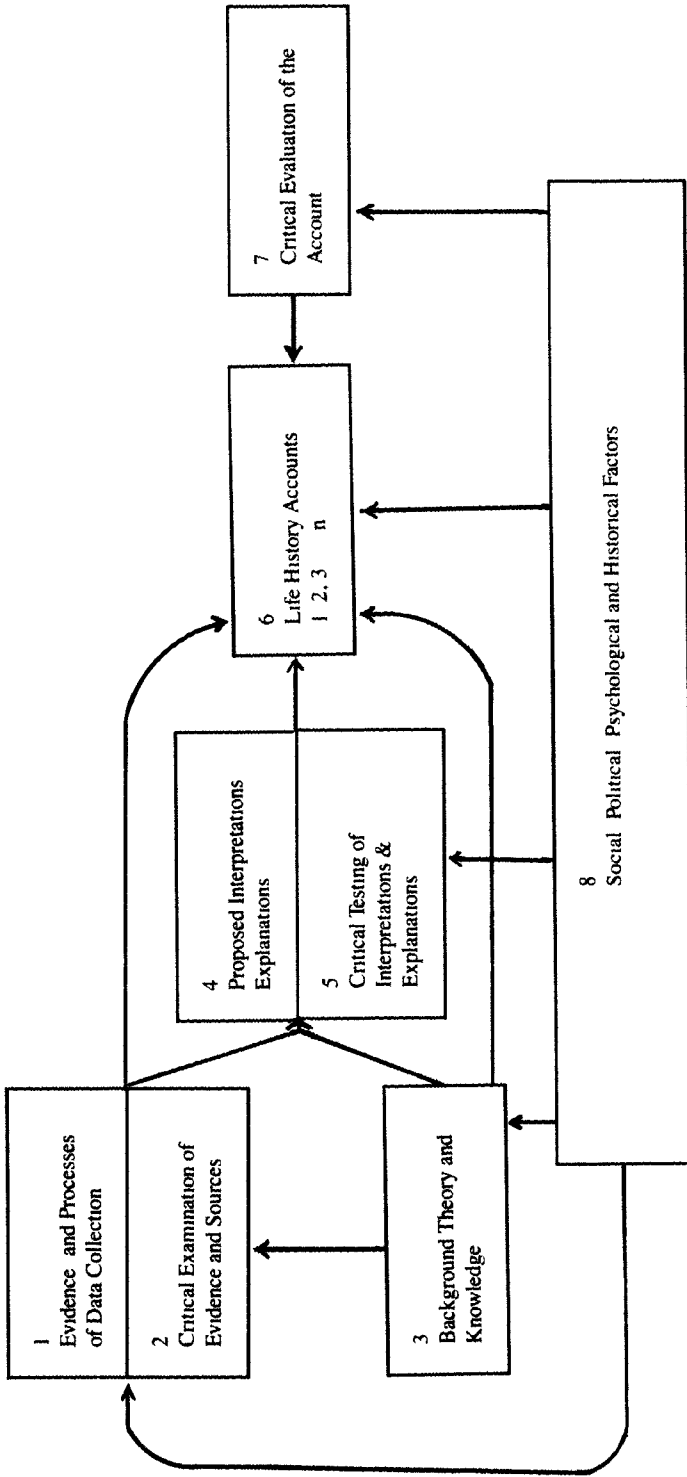 1
Evidence and Processes
of Data Collection
2
Critical Examination of
Evidence and Sources
3
Background Theory and
Knowledge
4
Proposed Interpretations
Explanations
5
Critical Testing of
Interpretations &
Explanations
6
Life History Accounts
1 2, 3 n
7
Critical Evaluation of the
Account
8
Social Political Psychological and Historical Factors